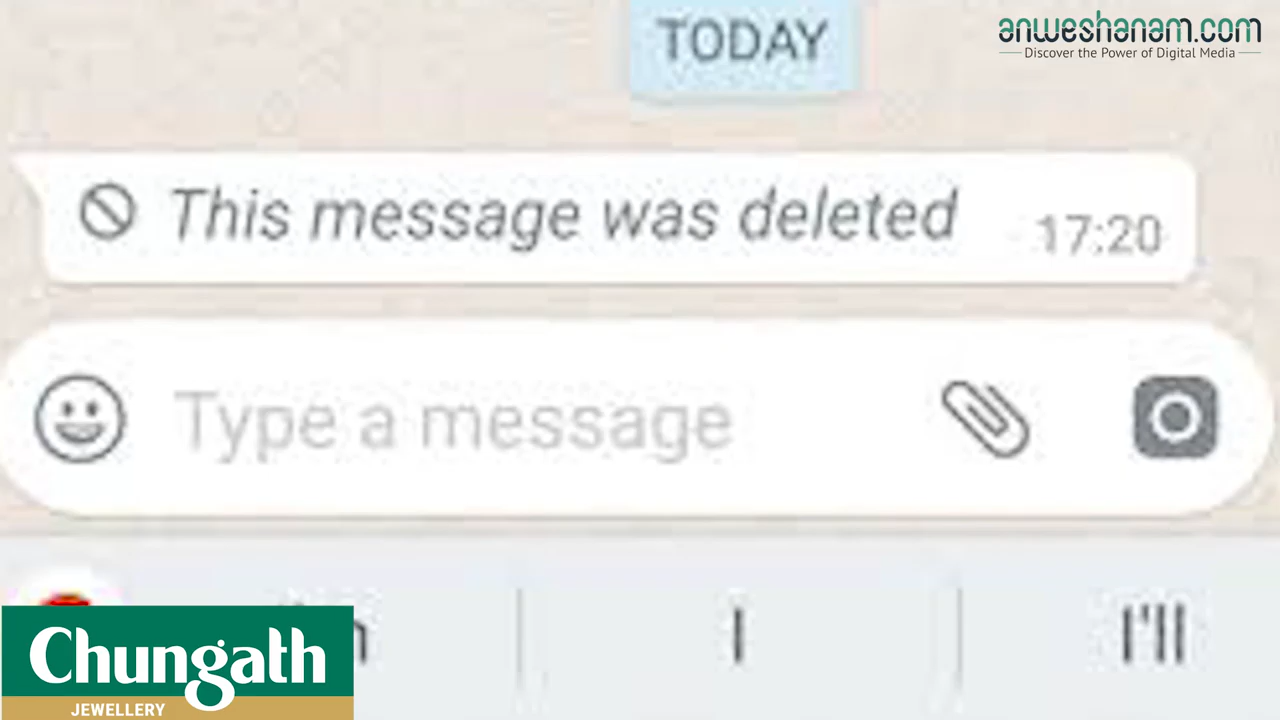 TODAY
anweshanam.com
Discover the Power of Digital Media
This message was deleted 17:20
Type a message
I I'll
Chungath
JEWELLERY